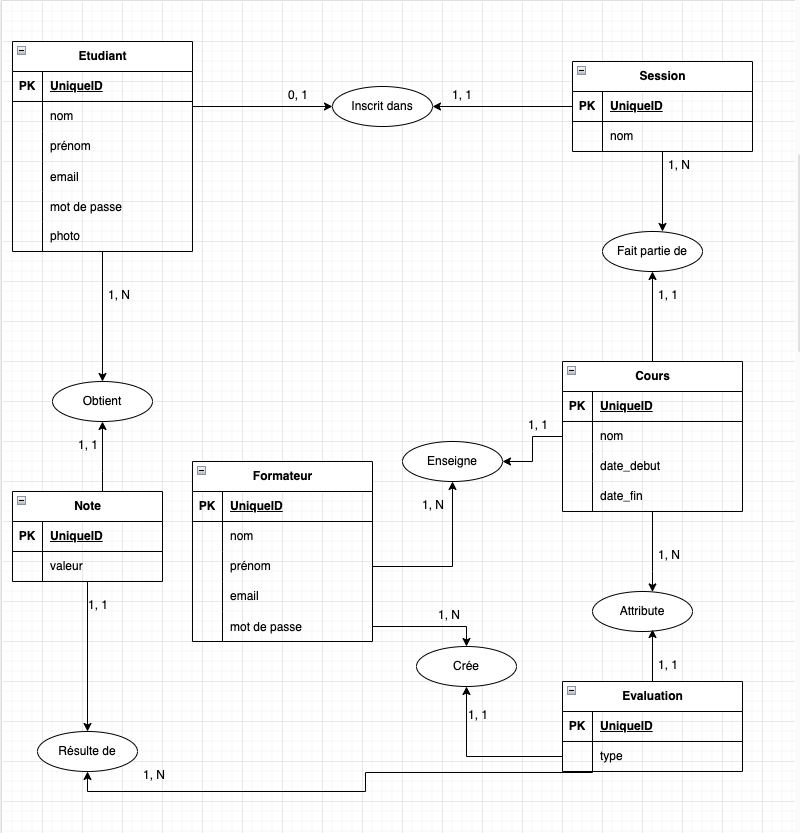 Etudiant
PK UniqueID
nom
prénom
email
mot de passe
photo
0, 1
Inscrit dans
1, 1
Session
PK UniqueID
nom
1, N
Fait partie de
1, 1
1, N
Obtient
1, 1
Cours
PK UniqueID
nom
date_debut
date_fin
1, 1
Enseigne
1, N
Formateur
PK UniqueID
nom
prénom
email
mot de passe
Note
PK UniqueID
valeur
1, 1
1, N
Attribute
1, 1
1, N
Crée
1, 1
Evaluation
PK UniqueID
type
Résulte de
1, N